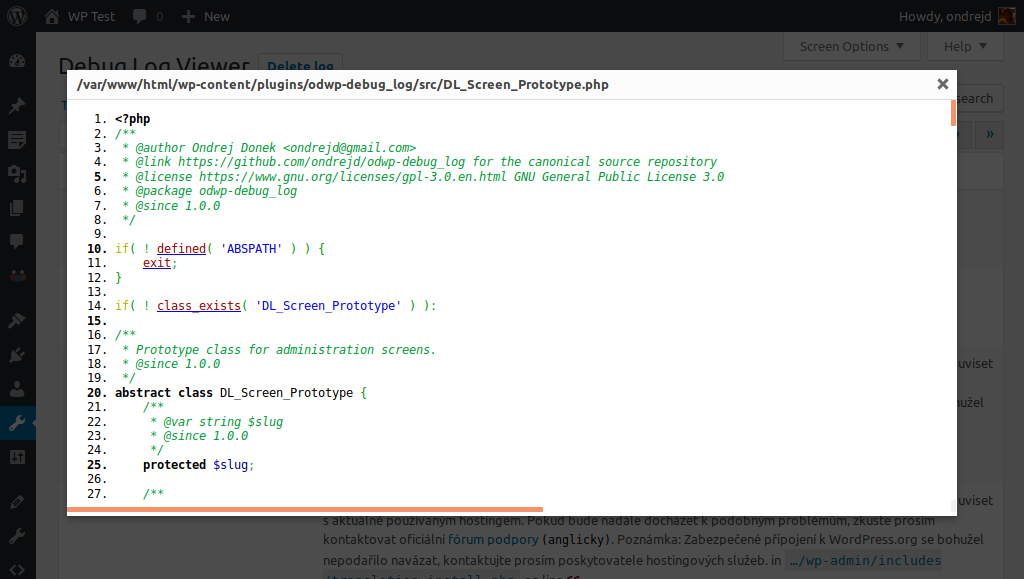 WP Test
0
New
Howdy, ondrejd
Screen Options
Help
Debug Log Viewer
Delete log
/var/www/html/wp-content/plugins/odwp-debug_log/src/DL_Screen_Prototype.php
search
»
1. <?php
2. /**
3.  * @author Ondrej Donek <ondrejd@gmail.com>
4.  * @link https://github.com/ondrejd/odwp-debug_log for the canonical source repository
5.  * @license https://www.gnu.org/licenses/gpl-3.0.en.html GNU General Public License 3.0
6.  * @package odwp-debug_log
7.  * @since 1.0.0
8.  */
9.
10. if( ! defined( 'ABSPATH' ) ) {
11.     exit;
12. }
13.
14. if( ! class_exists( 'DL_Screen_Prototype' ) ):
15.
16. /**
17.  * Prototype class for administration screens.
18.  * @since 1.0.0
19.  */
20. abstract class DL_Screen_Prototype {
21.     /**
22.      * @var string $slug
23.      * @since 1.0.0
24.      */
25.     protected $slug;
26.
27.     /**
s aktuálně používaným hostingem. Pokud bude nadále docházet k podobným problémům, zkuste prosím
kontaktovat oficiální fórum podpory (anglicky). Poznámka: Zabezpečené připojení k WordPress.org se bohužel
nepodařilo navázat, kontaktujte prosím poskytovatele hostingových služeb. in …/wp-admin/includes